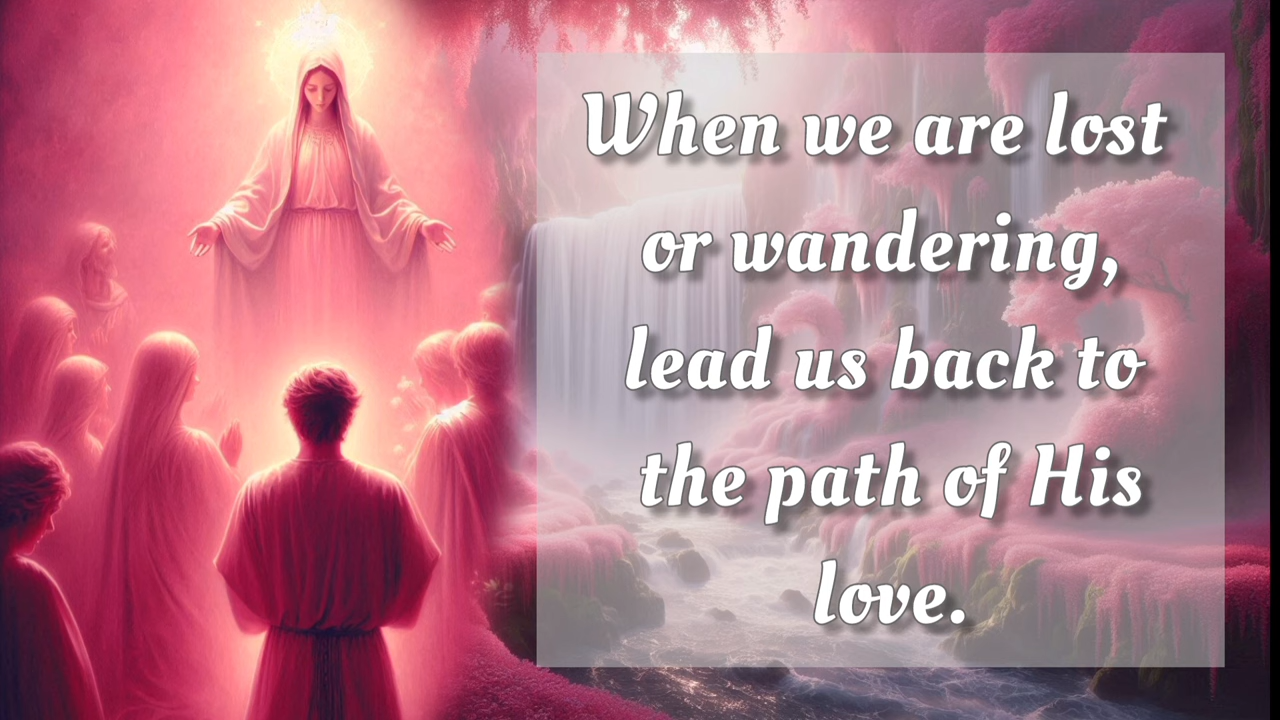 When we are lost
or wandering,
lead us back to
the path of His
love.